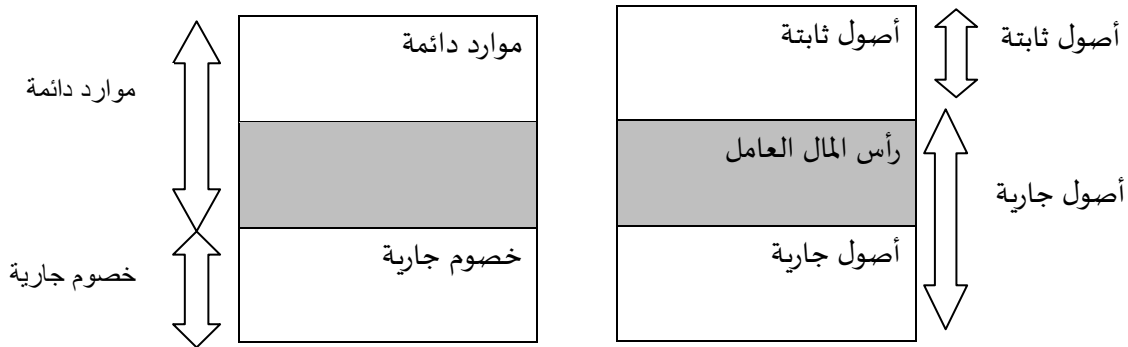 أصول ثابتة
أصول ثابتة
رأس المال العامل
أصول جارية
أصول جارية
موارد دائمة
موارد دائمة
خصوم جارية
خصوم جارية